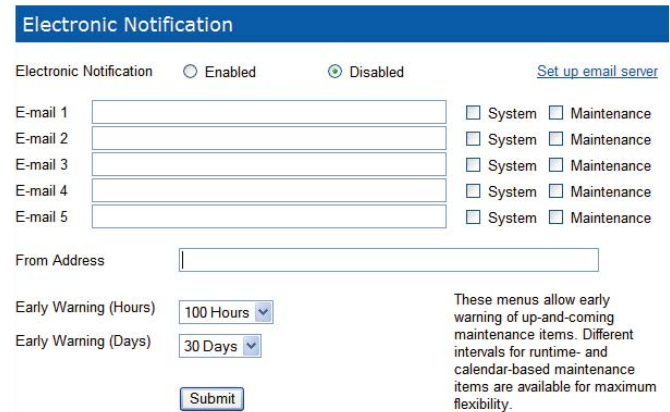 Electronic Notification
Electronic Notification Enabled Disabled Set up email server
E-mail 1 System Maintenance
E-mail 2 System Maintenance
E-mail 3 System Maintenance
E-mail 4 System Maintenance
E-mail 5 System Maintenance
From Address
Early Warning (Hours) 100 Hours
Early Warning (Days) 30 Days
Submit
These menus allow early
warning of up-and-coming
maintenance items. Different
intervals for runtime- and
calendar-based maintenance
items are available for maximum
flexibility.